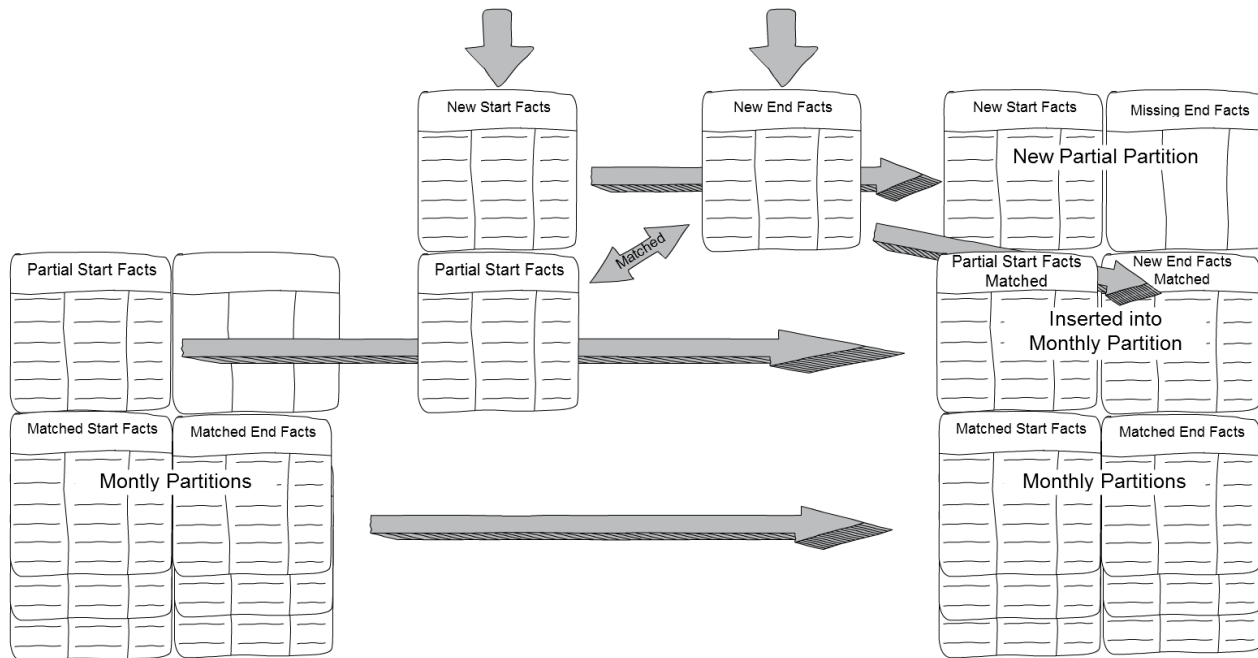 New Start Facts
New End Facts
New Start Facts
Missing End Facts
New Partial Partition
Matched
Partial Start Facts
Partial Start Facts
Partial Start Facts
Matched
New End Facts
Matched
Inserted into
Monthly Partition
Matched Start Facts
Matched End Facts
Montly Partitions
Matched Start Facts
Matched End Facts
Monthly Partitions